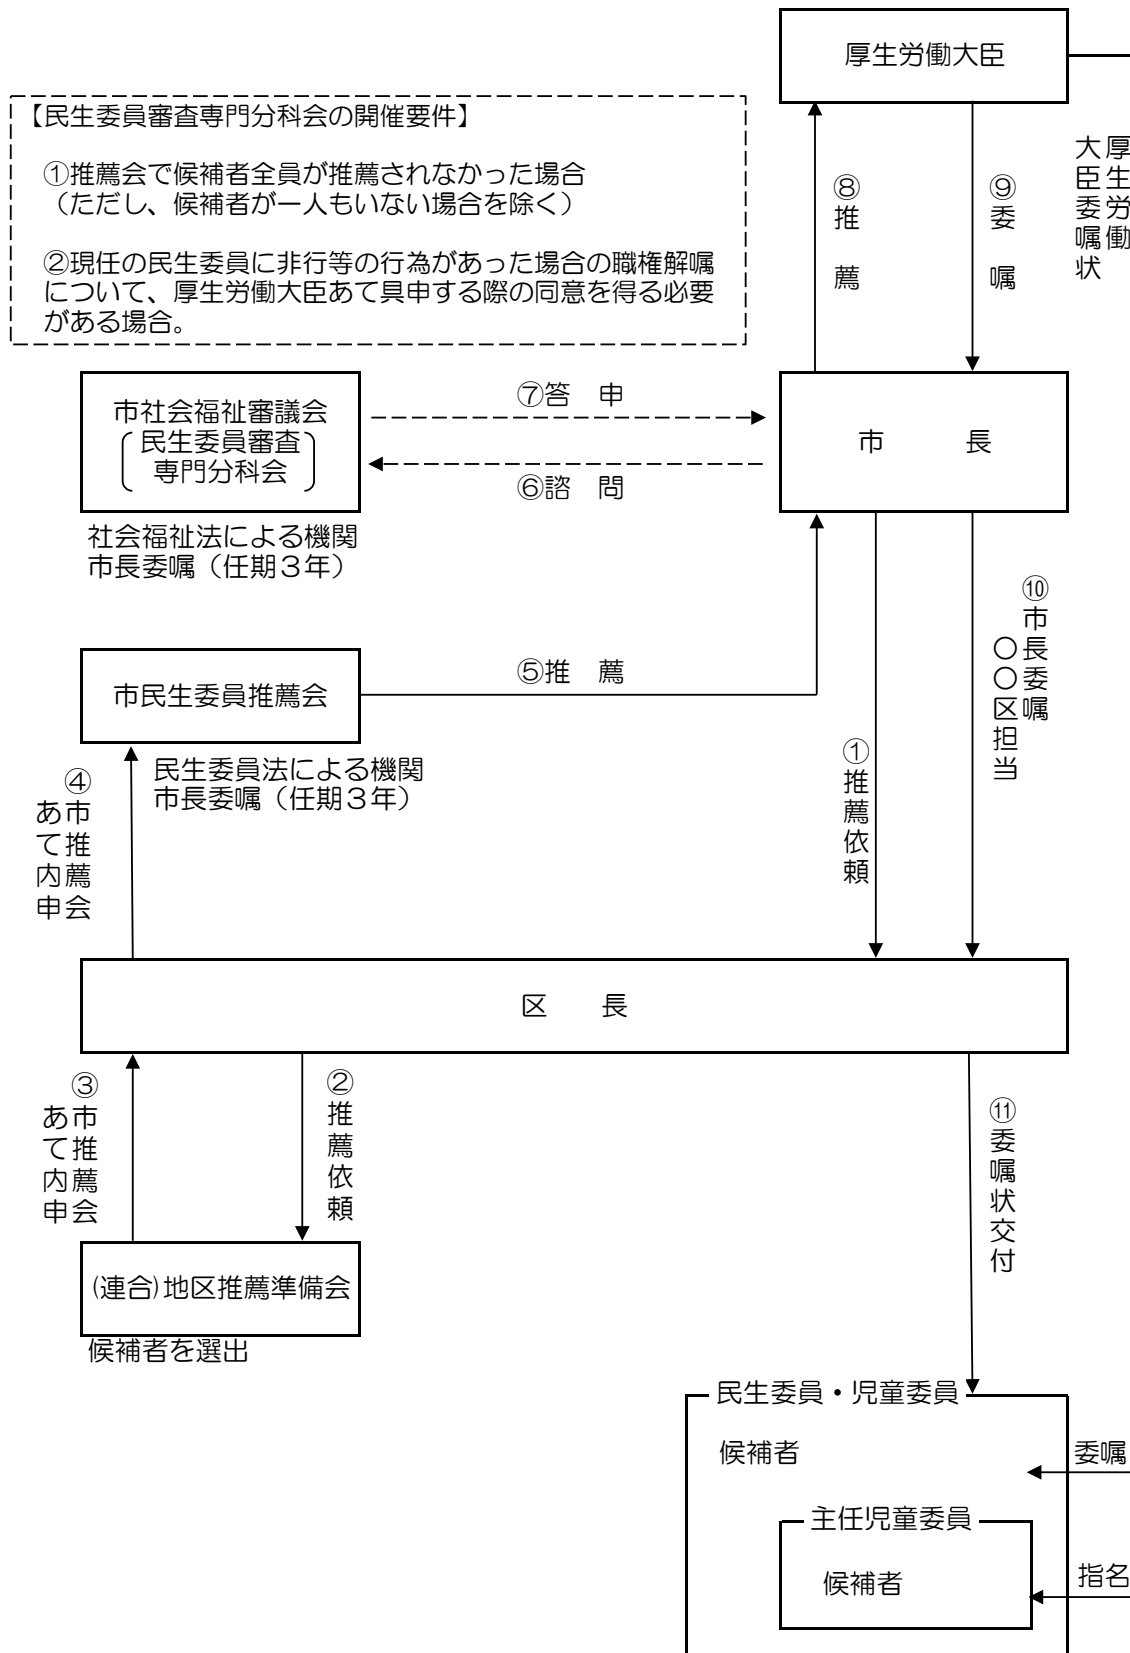 厚生労働大臣
【民生委員審査専門分科会の開催要件】
①推薦会で候補者全員が推薦されなかった場合
（ただし、候補者が一人もいない場合を除く）
②現任の民生委員に非行等の行為があった場合の職権解嘱
について、厚生労働大臣あて具申する際の同意を得る必要
がある場合。
⑧推　薦
⑨委　嘱
厚生労働
大臣委嘱状
市社会福祉審議会
民生委員審査
専門分科会
社会福祉法による機関
市長委嘱（任期３年）
⑦答　申
⑥諮　問
市　　　長
⑩市長委嘱
〇〇区担当
市民生委員推薦会
⑤推　薦
民生委員法による機関
市長委嘱（任期３年）
①推薦依頼
④市推薦会
あて内申
区　　長
③市推薦会
あて内申
②推薦依頼
⑪委嘱状交付
(連合)地区推薦準備会
候補者を選出
民生委員・児童委員
候補者
委嘱
主任児童委員
候補者
指名